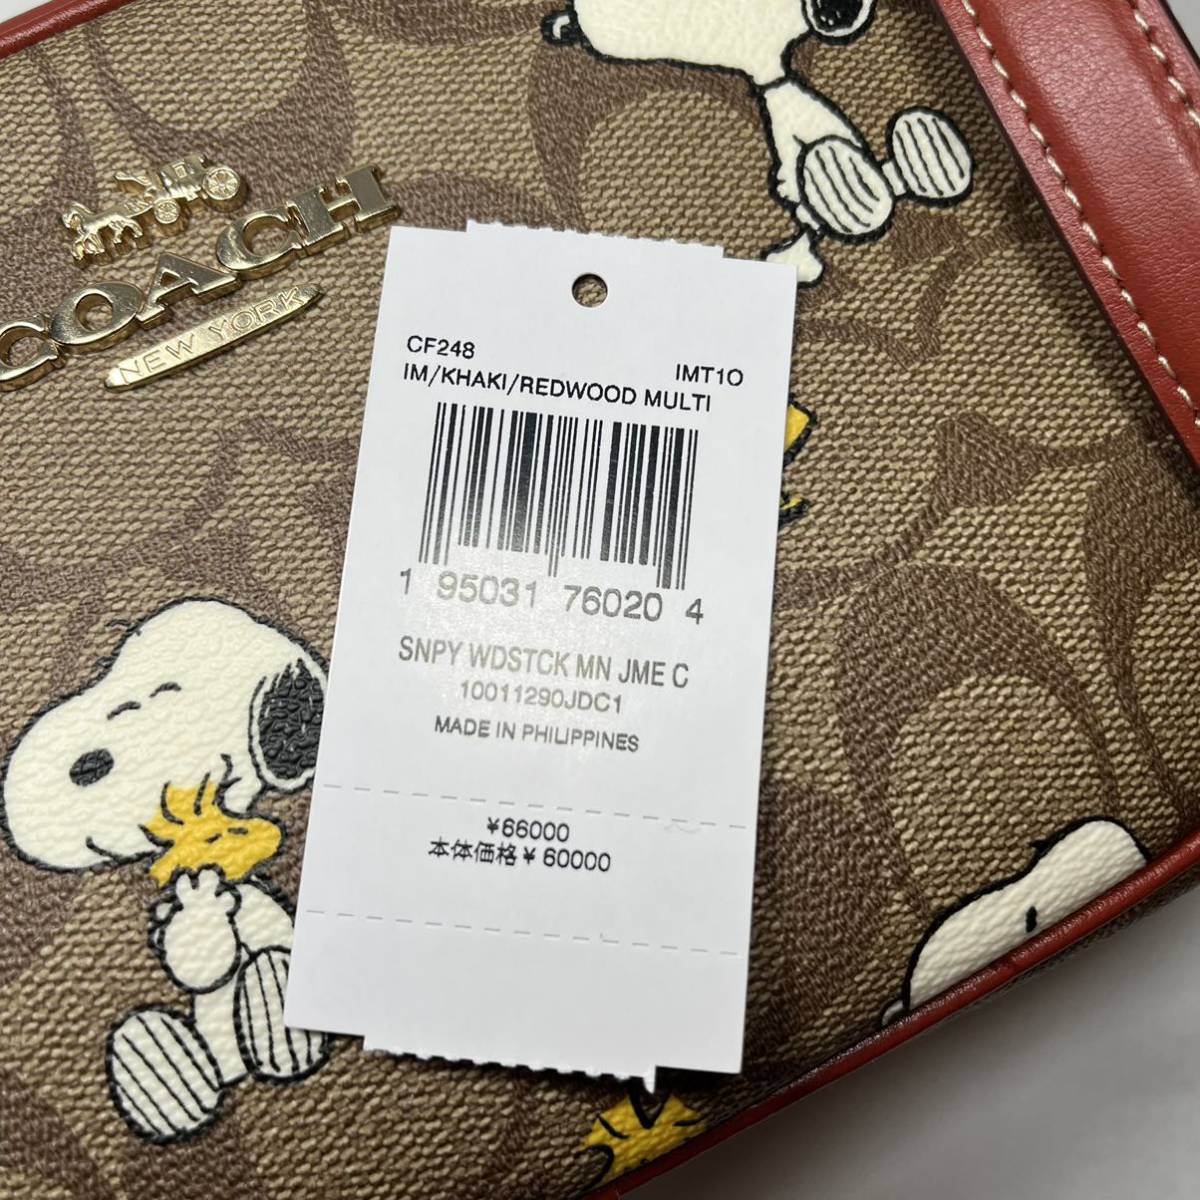 COACH
NEW YORK
CF248
IMT1O
IM/KHAKI/REDWOOD MULTI
1 95031 76020 4
SNPY WDSTCK MN JME C
10011290JDC1
MADE IN PHILIPPINES
¥66000
本体価格¥ 60000